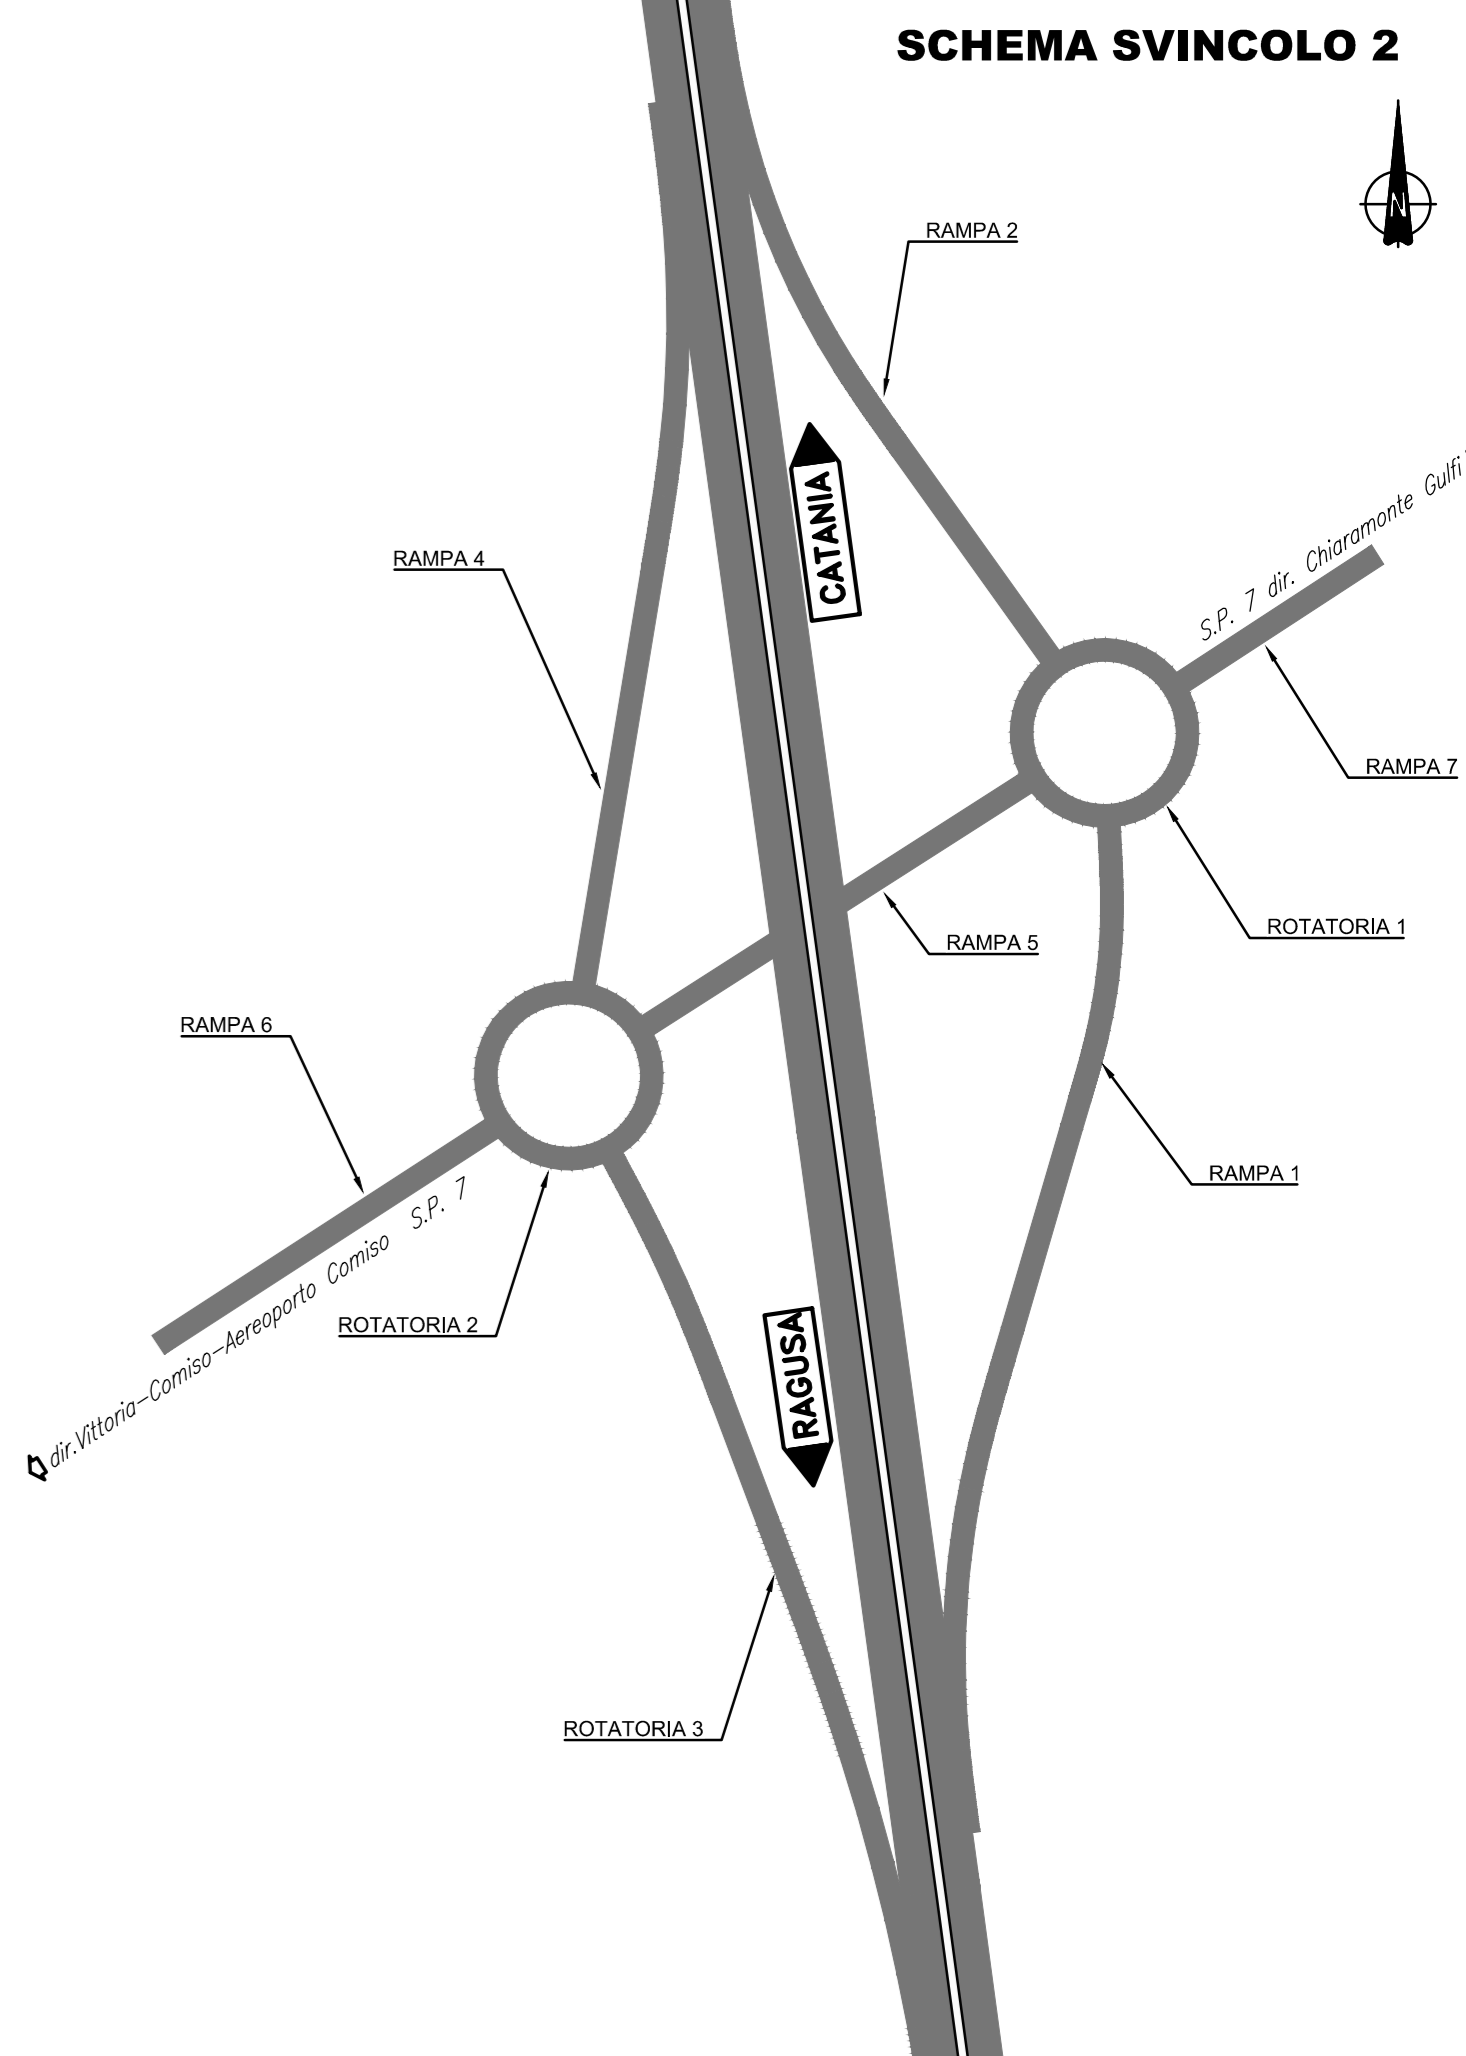 SCHEMA SVINCOLO 2
N
RAMPA 2
CATANIA
S.P. 7 dir. Chiaramonte Gulfi
RAMPA 4
RAMPA 7
ROTATORIA 1
RAMPA 5
RAMPA 6
RAMPA 1
S.P. 7
dir.Vittoria-Comiso-Aereoporto Comiso
ROTATORIA 2
RAGUSA
ROTATORIA 3